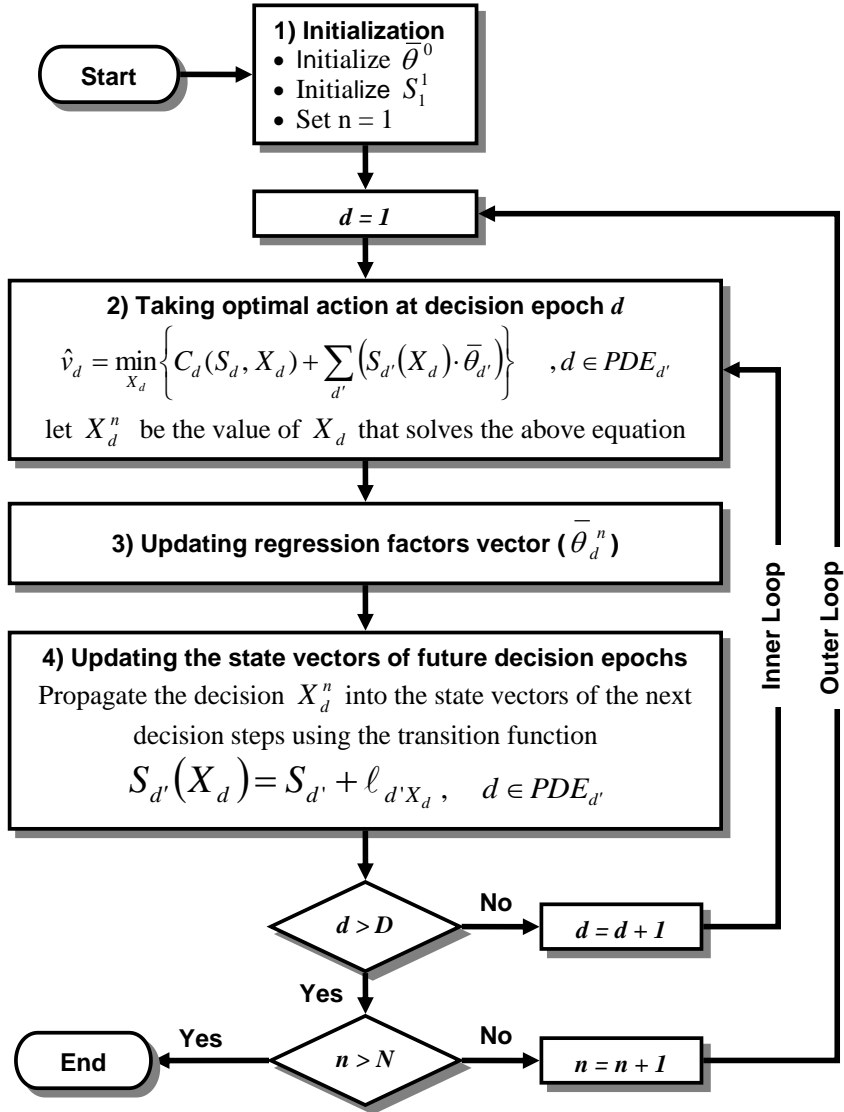 Start
1) Initialization
• Initialize θ̄⁰
• Initialize S₁¹
• Set n = 1
d = 1
2) Taking optimal action at decision epoch d
v̂_d = min_{X_d} { C_d(S_d, X_d) + ∑_{d'} (S_{d'}(X_d) · θ̄_{d'}) } , d ∈ PDE_{d'}
let X_d^n be the value of X_d that solves the above equation
3) Updating regression factors vector ( θ̄_d^n )
4) Updating the state vectors of future decision epochs
Propagate the decision X_d^n into the state vectors of the next
decision steps using the transition function
S_{d'}(X_d) = S_{d'} + ℓ_{d'X_d} , d ∈ PDE_{d'}
Inner Loop
Outer Loop
d > D
No
d = d + 1
Yes
n > N
No
n = n + 1
Yes
End